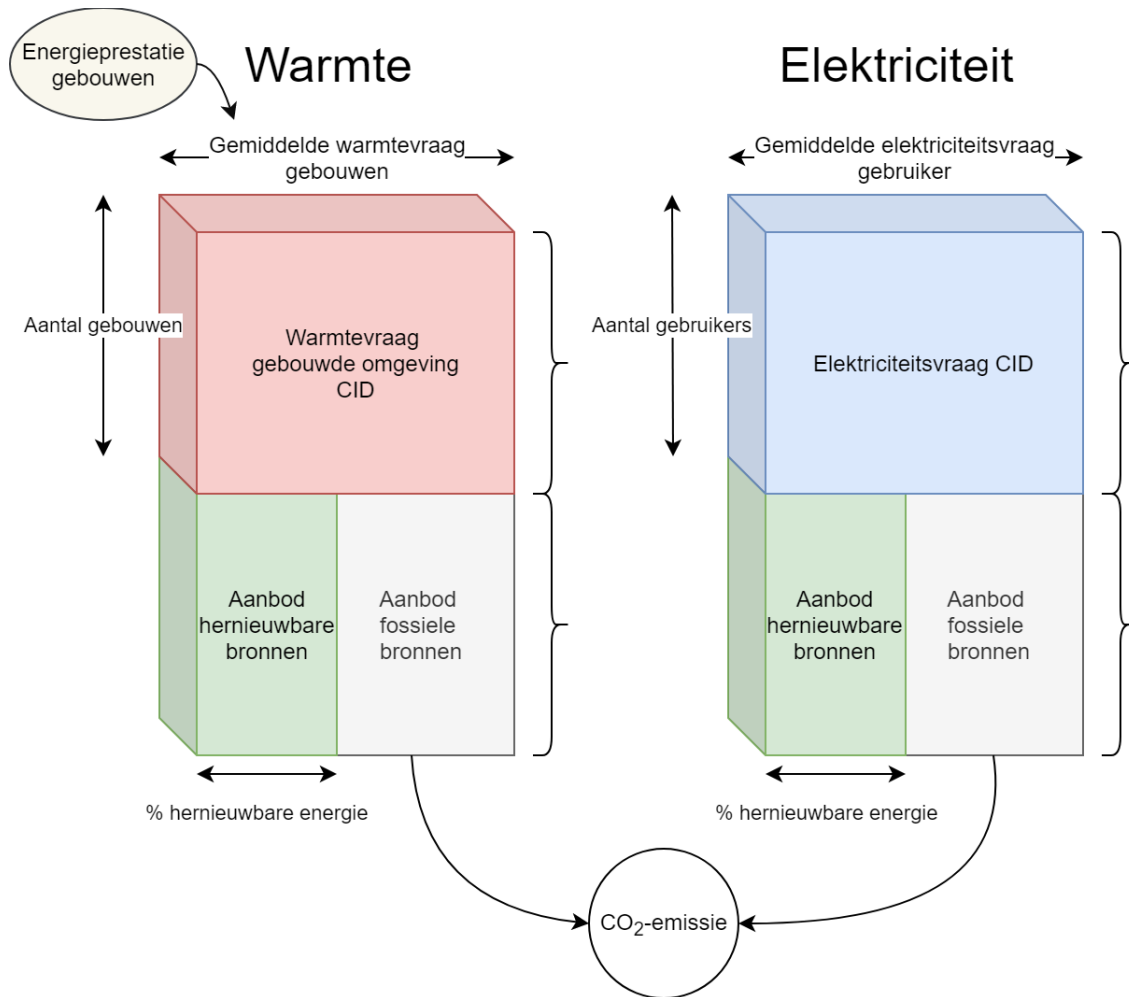 Energieprestatie
gebouwen
Warmte
Elektriciteit
Gemiddelde warmtevraag
gebouwen
Gemiddelde elektriciteitsvraag
gebruiker
Aantal gebouwen
Warmtevraag
gebouwde omgeving
CID
Aantal gebruikers
Elektriciteitsvraag CID
Aanbod
hernieuwbare
bronnen
Aanbod
fossiele
bronnen
Aanbod
hernieuwbare
bronnen
Aanbod
fossiele
bronnen
% hernieuwbare energie
% hernieuwbare energie
CO₂-emissie